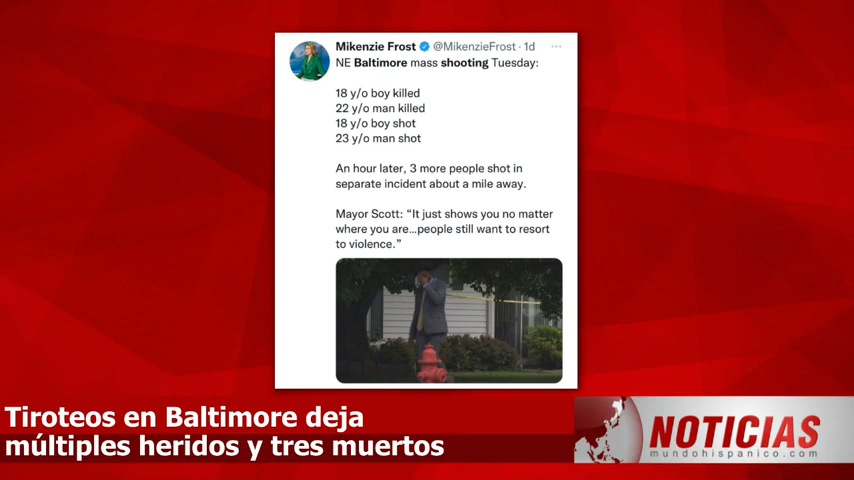 Mikenzie Frost @MikenzieFrost · 1d ...
NE Baltimore mass shooting Tuesday:
18 y/o boy killed
22 y/o man killed
18 y/o boy shot
23 y/o man shot
An hour later, 3 more people shot in
separate incident about a mile away.
Mayor Scott: “It just shows you no matter
where you are...people still want to resort
to violence.”
Tiroteos en Baltimore deja
múltiples heridos y tres muertos
NOTICIAS
mundohispanico.com